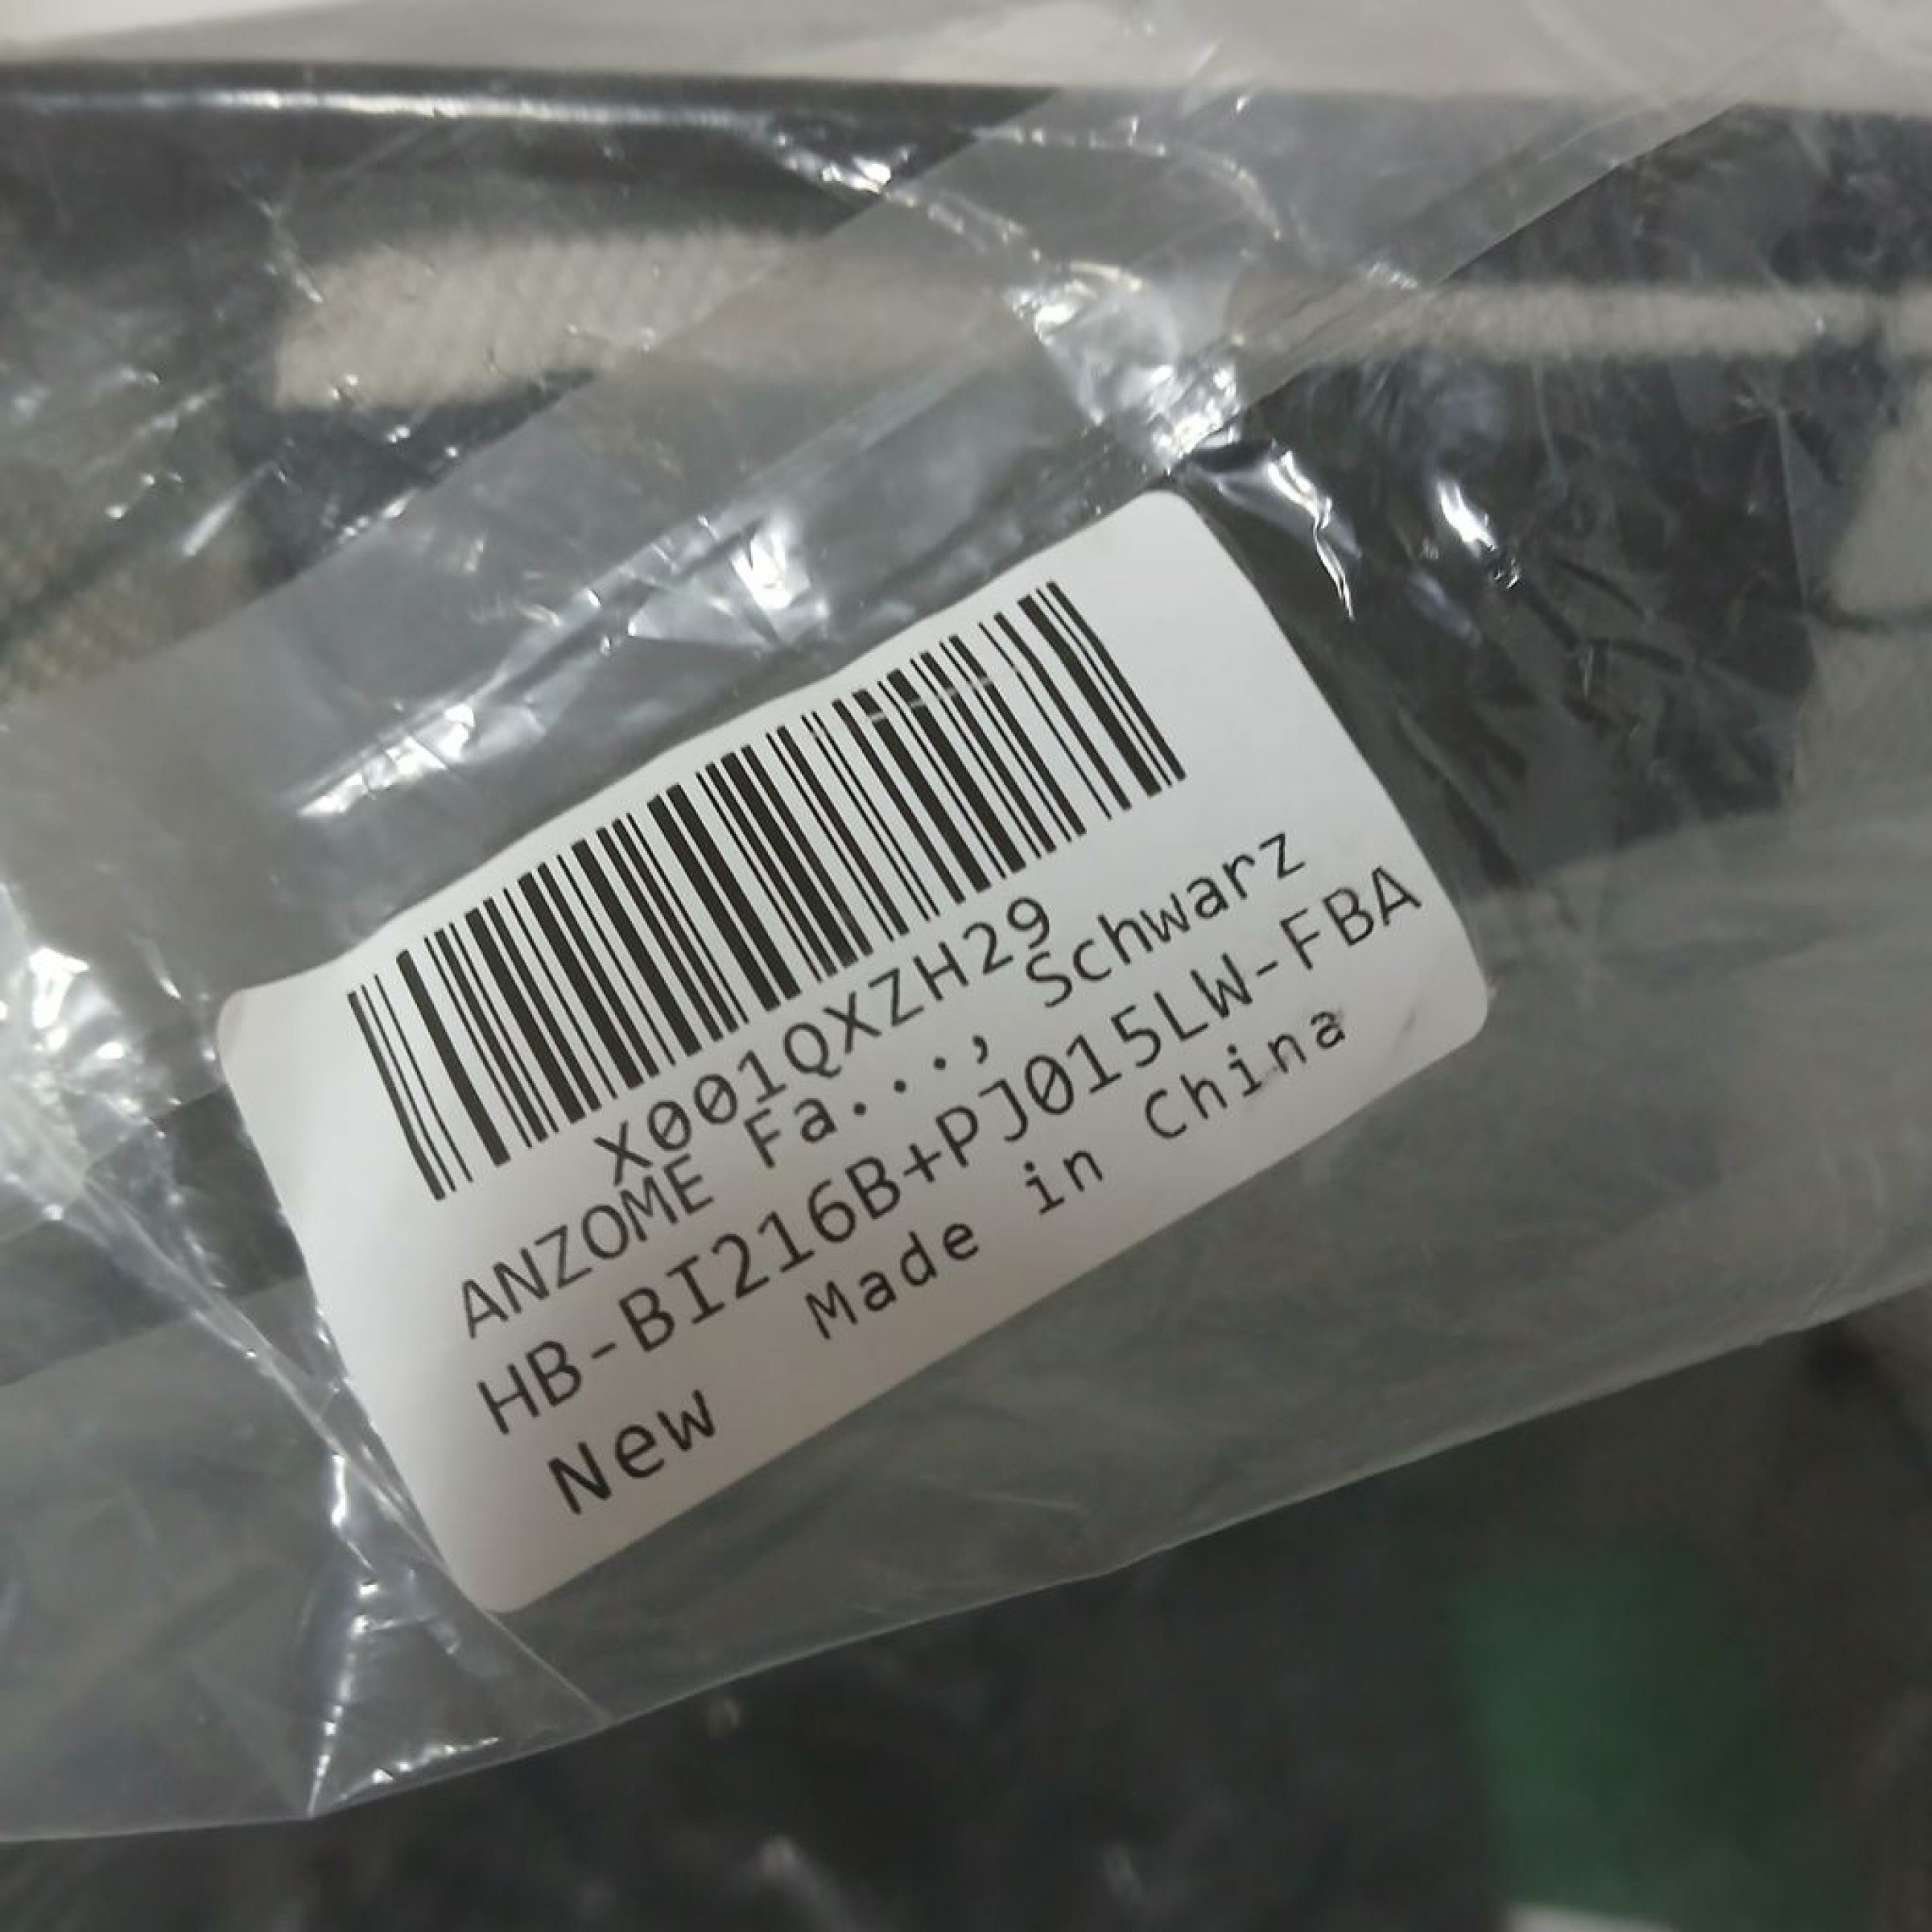 X001QXZH29
ANZOME Fa..., Schwarz
HB-BI216B+PJ015LW-FBA
New Made in China